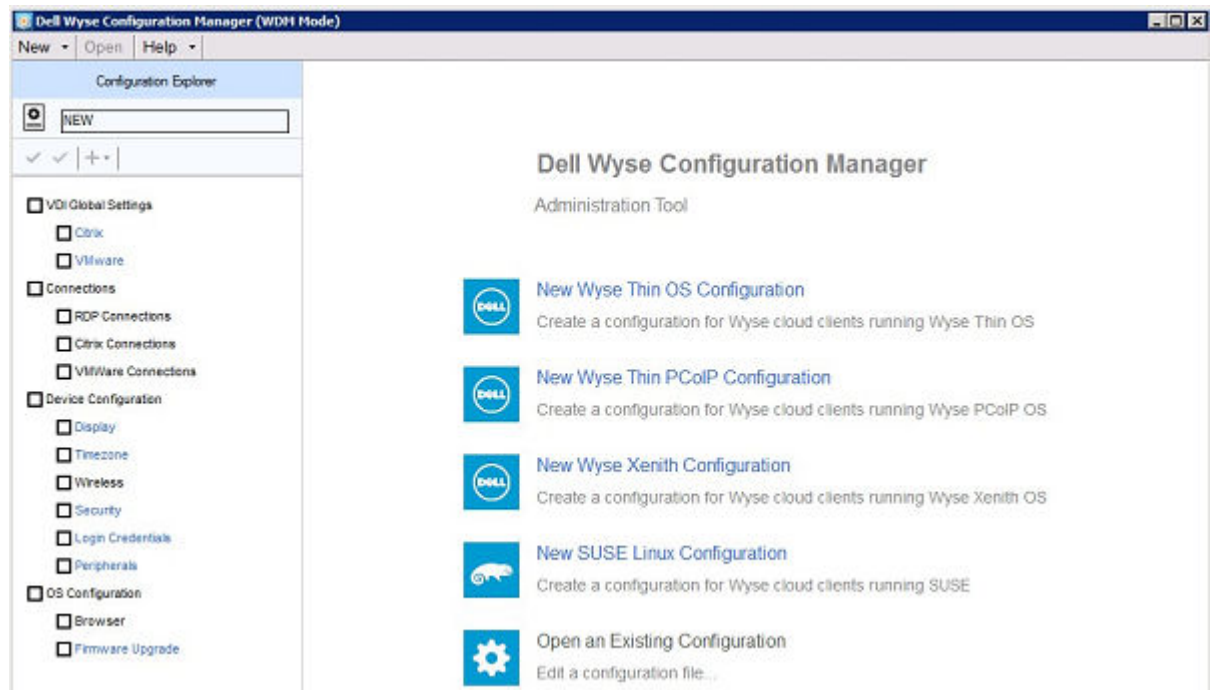 Dell Wyse Configuration Manager (WDM Mode)
New Open Help
Configuration Explorer
NEW
VDI Global Settings
Citrix
VMware
Connections
RDP Connections
Citrix Connections
VMWare Connections
Device Configuration
Display
Timezone
Wireless
Security
Login Credentials
Peripherals
OS Configuration
Browser
Firmware Upgrade
Dell Wyse Configuration Manager
Administration Tool
DELL
New Wyse Thin OS Configuration
Create a configuration for Wyse cloud clients running Wyse Thin OS
DELL
New Wyse Thin PCoIP Configuration
Create a configuration for Wyse cloud clients running Wyse PCoIP OS
DELL
New Wyse Xenith Configuration
Create a configuration for Wyse cloud clients running Wyse Xenith OS
New SUSE Linux Configuration
Create a configuration for Wyse cloud clients running SUSE
Open an Existing Configuration
Edit a configuration file...